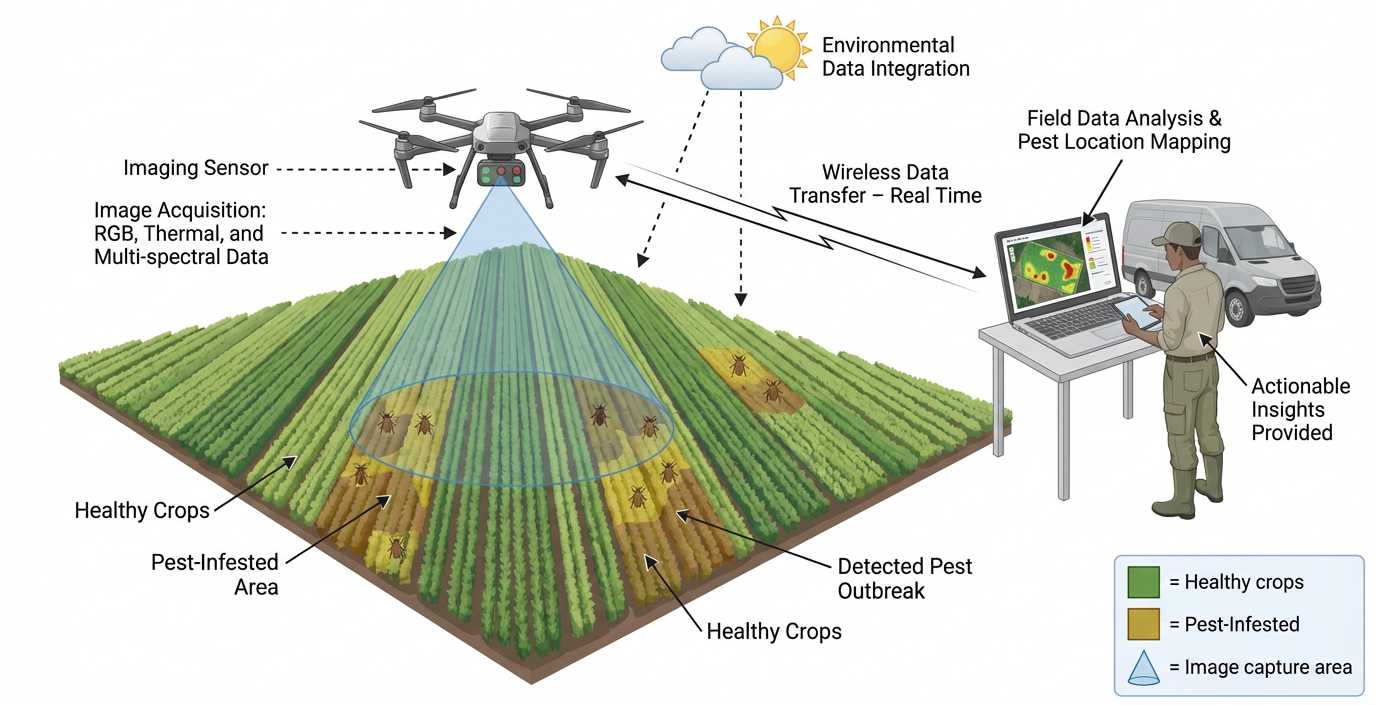 Environmental
Data Integration
Field Data Analysis &
Pest Location Mapping
Imaging Sensor
Wireless Data
Transfer – Real Time
Image Acquisition:
RGB, Thermal, and
Multi-spectral Data
Actionable
Insights
Provided
Healthy Crops
Pest-Infested
Area
Detected Pest
Outbreak
Healthy Crops
= Healthy crops
= Pest-Infested
= Image capture area